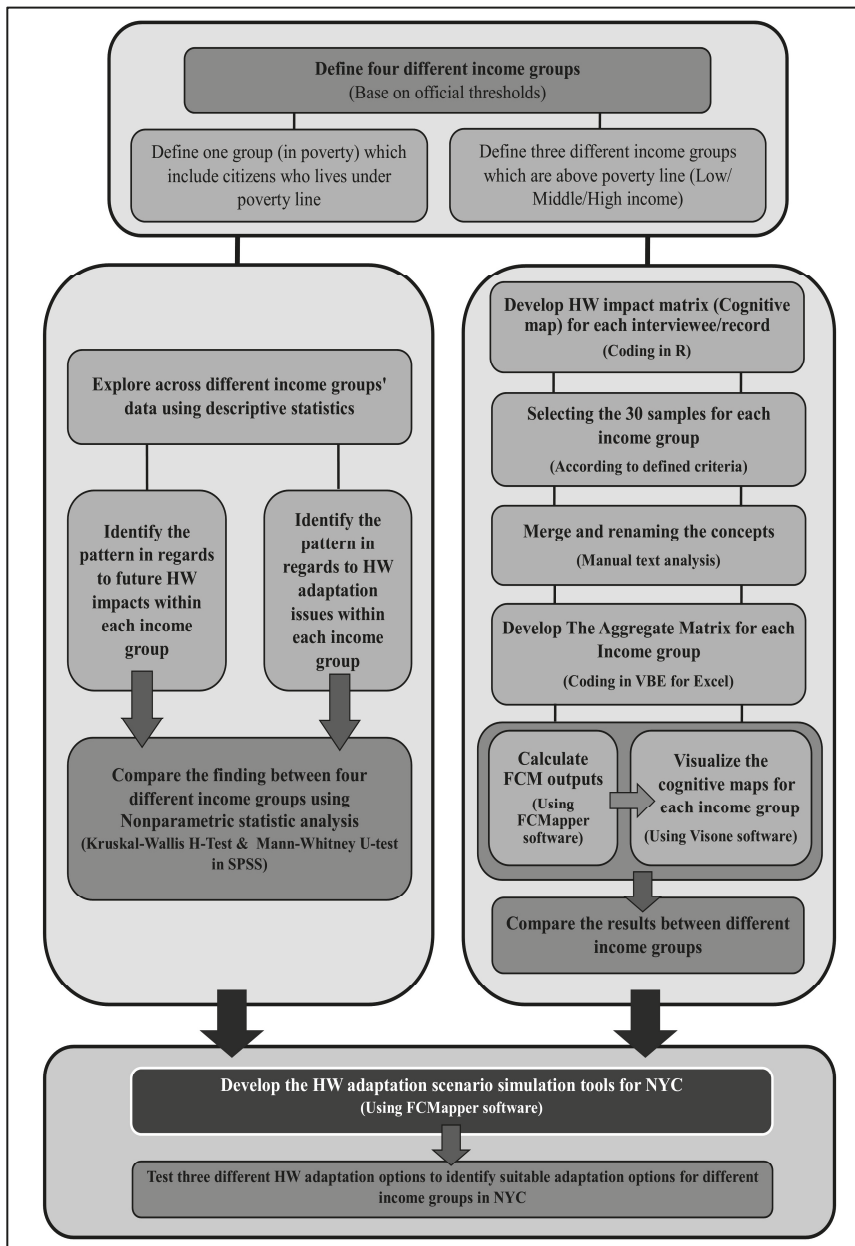 Define four different income groups
(Base on official thresholds)
Define one group (in poverty) which
include citizens who lives under
poverty line
Define three different income groups
which are above poverty line (Low/
Middle/High income)
Explore across different income groups'
data using descriptive statistics
Identify the
pattern in regards
to future HW
impacts within
each income
group
Identify the
pattern in
regards to HW
adaptation
issues within
each income
group
Compare the finding between four
different income groups using
Nonparametric statistic analysis
(Kruskal-Wallis H-Test & Mann-Whitney U-test
in SPSS)
Develop HW impact matrix (Cognitive
map) for each interviewee/record
(Coding in R)
Selecting the 30 samples for each
income group
(According to defined criteria)
Merge and renaming the concepts
(Manual text analysis)
Develop The Aggregate Matrix for each
Income group
(Coding in VBE for Excel)
Calculate
FCM outputs
(Using
FCMapper
software)
Visualize the
cognitive maps for
each income group
(Using Visone software)
Compare the results between different
income groups
Develop the HW adaptation scenario simulation tools for NYC
(Using FCMapper software)
Test three different HW adaptation options to identify suitable adaptation options for different
income groups in NYC